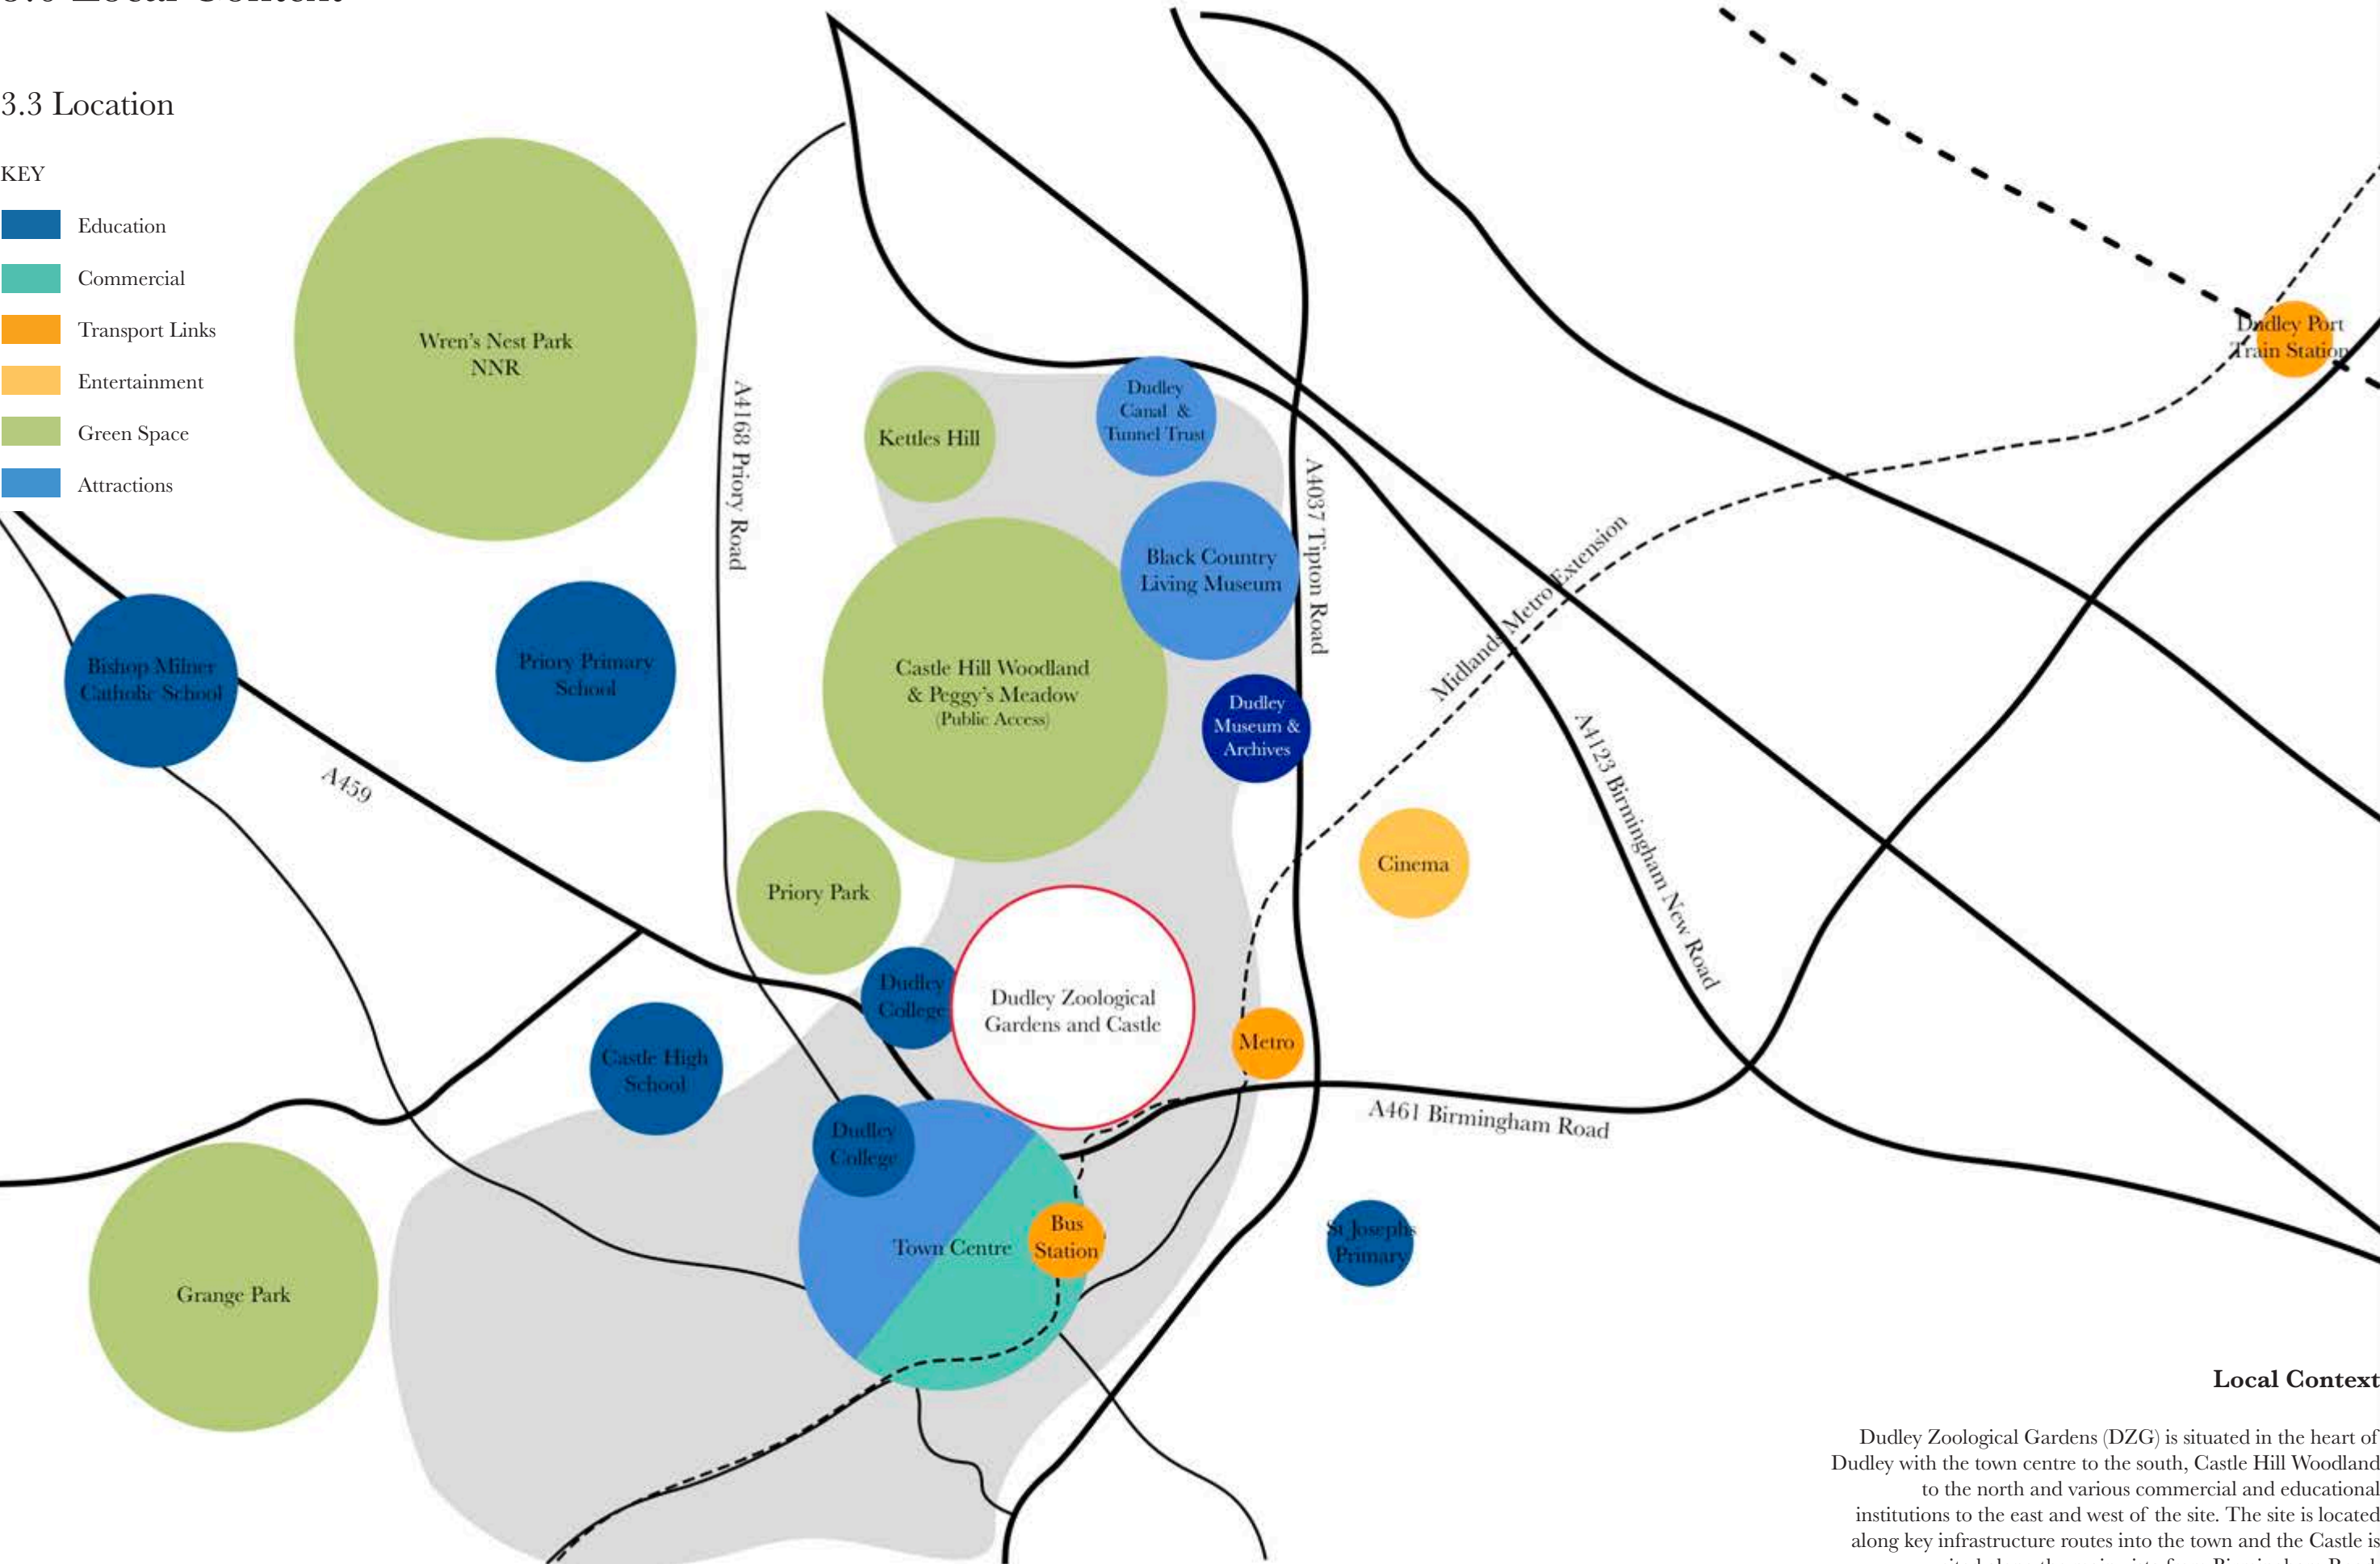 3.3 Location
KEY
Education
Commercial
Transport Links
Entertainment
Green Space
Attractions
Wren's Nest Park
NNR
A4168 Priory Road
Kettles Hill
Dudley
Canal &
Tunnel Trust
Dudley Port
Train Station
Black Country
Living Museum
A4037 Tipton Road
Midlands Metro Extension
Bishop Milner
Catholic School
Priory Primary
School
Castle Hill Woodland
& Peggy's Meadow
(Public Access)
Dudley
Museum &
Archives
A459
A4123 Birmingham New Road
Cinema
Priory Park
Dudley
College
Dudley Zoological
Gardens and Castle
Metro
Castle High
School
A461 Birmingham Road
Dudley
College
Town Centre
Bus
Station
St Josephs
Primary
Grange Park
Local Context
Dudley Zoological Gardens (DZG) is situated in the heart of
Dudley with the town centre to the south, Castle Hill Woodland
to the north and various commercial and educational
institutions to the east and west of the site. The site is located
along key infrastructure routes into the town and the Castle is